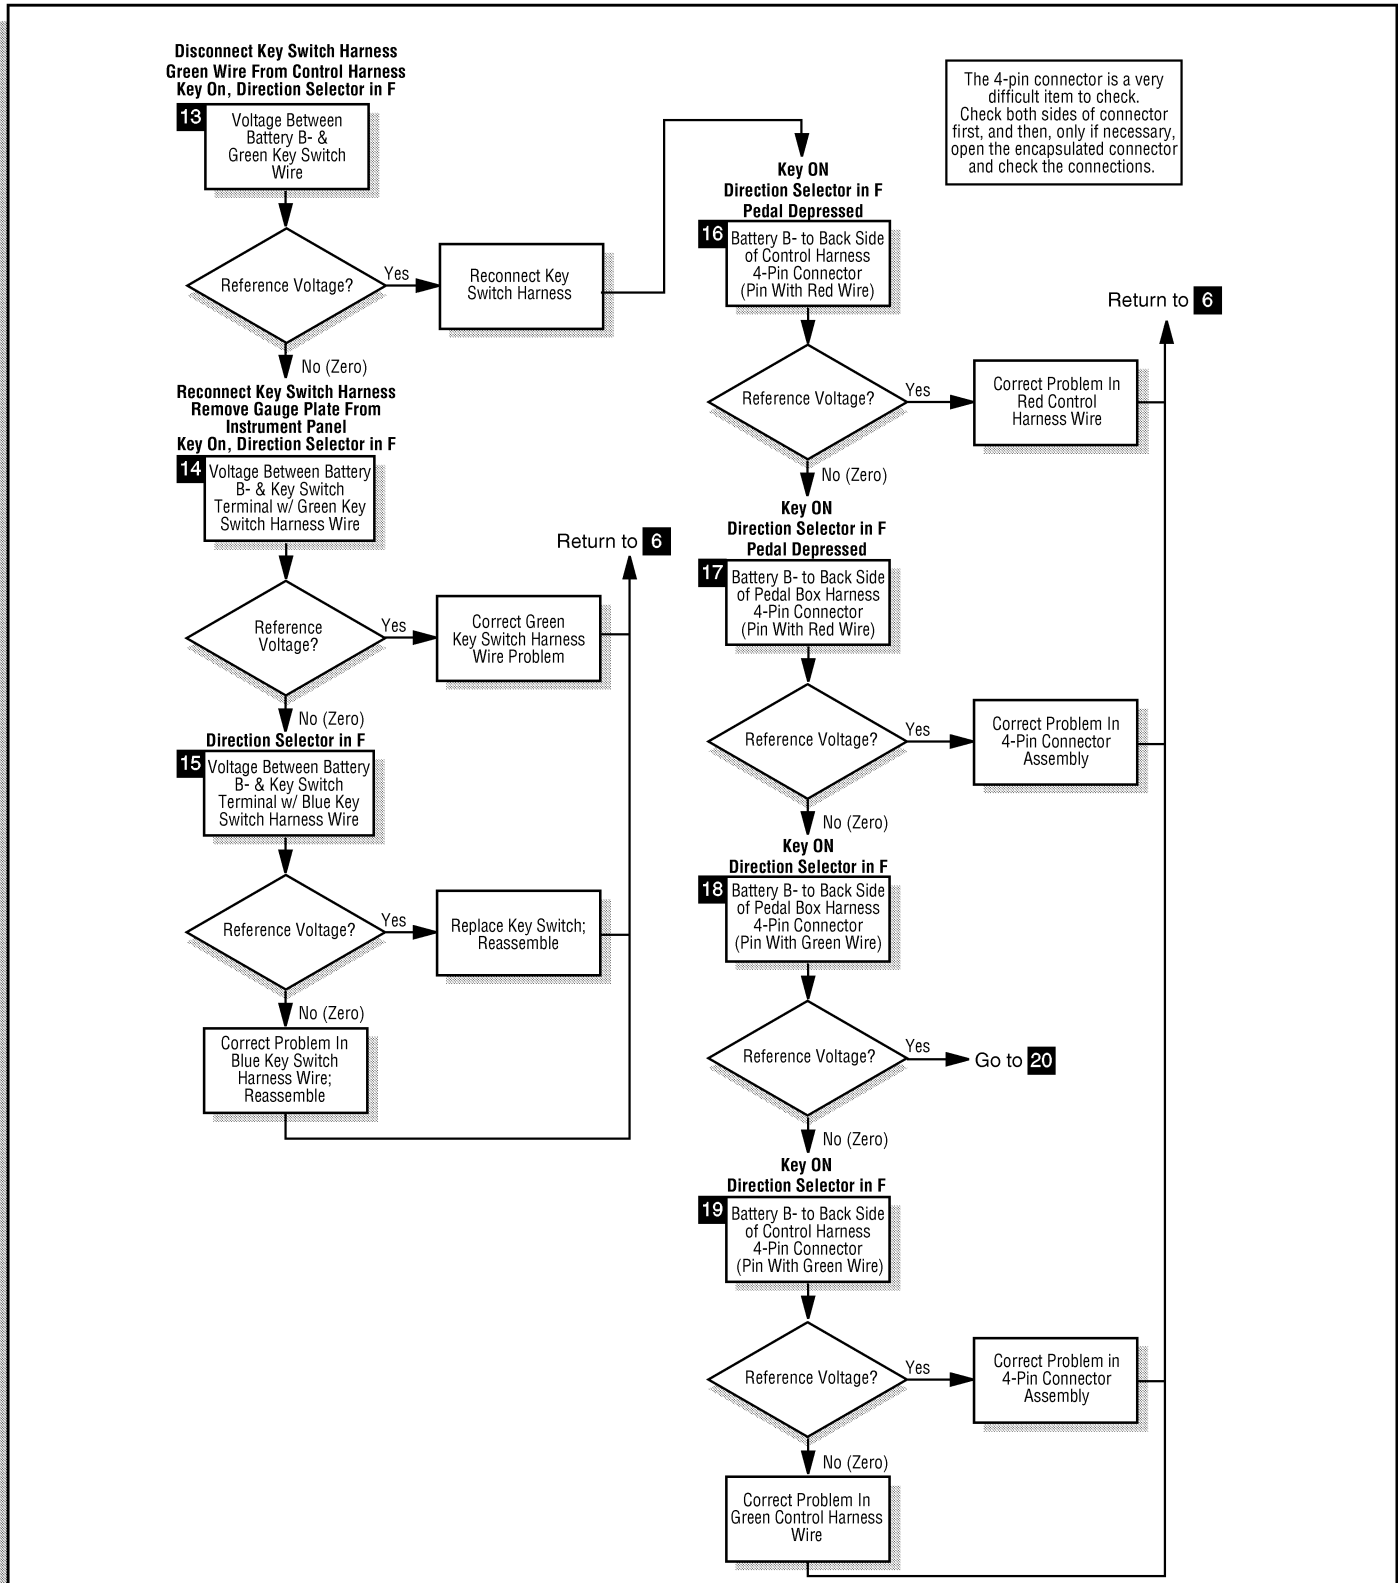 Disconnect Key Switch Harness
Green Wire From Control Harness
Key On, Direction Selector in F
13
Voltage Between
Battery B- &
Green Key Switch
Wire
Reference Voltage?
Yes
Reconnect Key
Switch Harness
No (Zero)
Reconnect Key Switch Harness
Remove Gauge Plate From
Instrument Panel
Key On, Direction Selector in F
14
Voltage Between Battery
B- & Key Switch
Terminal w/ Green Key
Switch Harness Wire
Reference
Voltage?
Yes
Correct Green
Key Switch Harness
Wire Problem
Return to 6
No (Zero)
Direction Selector in F
15
Voltage Between Battery
B- & Key Switch
Terminal w/ Blue Key
Switch Harness Wire
Reference Voltage?
Yes
Replace Key Switch;
Reassemble
No (Zero)
Correct Problem In
Blue Key Switch
Harness Wire;
Reassemble
The 4-pin connector is a very
difficult item to check.
Check both sides of connector
first, and then, only if necessary,
open the encapsulated connector
and check the connections.
Key ON
Direction Selector in F
Pedal Depressed
16
Battery B- to Back Side
of Control Harness
4-Pin Connector
(Pin With Red Wire)
Return to 6
Reference Voltage?
Yes
Correct Problem In
Red Control
Harness Wire
No (Zero)
Key ON
Direction Selector in F
Pedal Depressed
17
Battery B- to Back Side
of Pedal Box Harness
4-Pin Connector
(Pin With Red Wire)
Reference Voltage?
Yes
Correct Problem In
4-Pin Connector
Assembly
No (Zero)
Key ON
Direction Selector in F
18
Battery B- to Back Side
of Pedal Box Harness
4-Pin Connector
(Pin With Green Wire)
Reference Voltage?
Yes
Go to 20
No (Zero)
Key ON
Direction Selector in F
19
Battery B- to Back Side
of Control Harness
4-Pin Connector
(Pin With Green Wire)
Reference Voltage?
Yes
Correct Problem in
4-Pin Connector
Assembly
No (Zero)
Correct Problem In
Green Control Harness
Wire